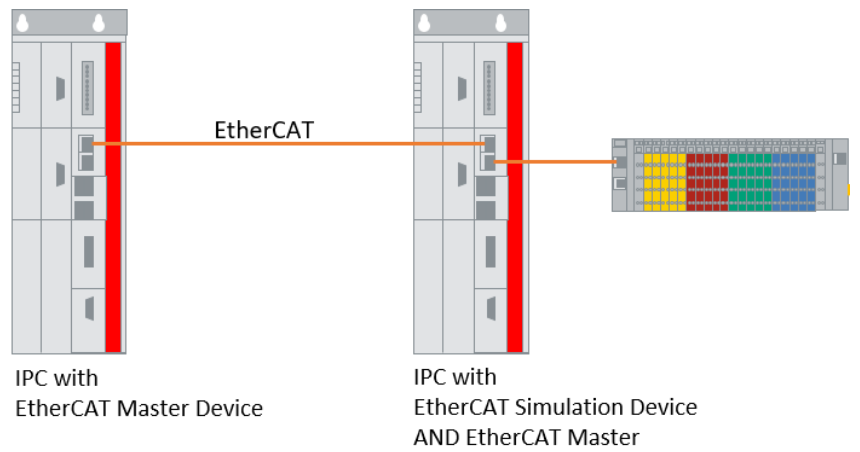 EtherCAT
IPC with
EtherCAT Master Device
IPC with
EtherCAT Simulation Device
AND EtherCAT Master